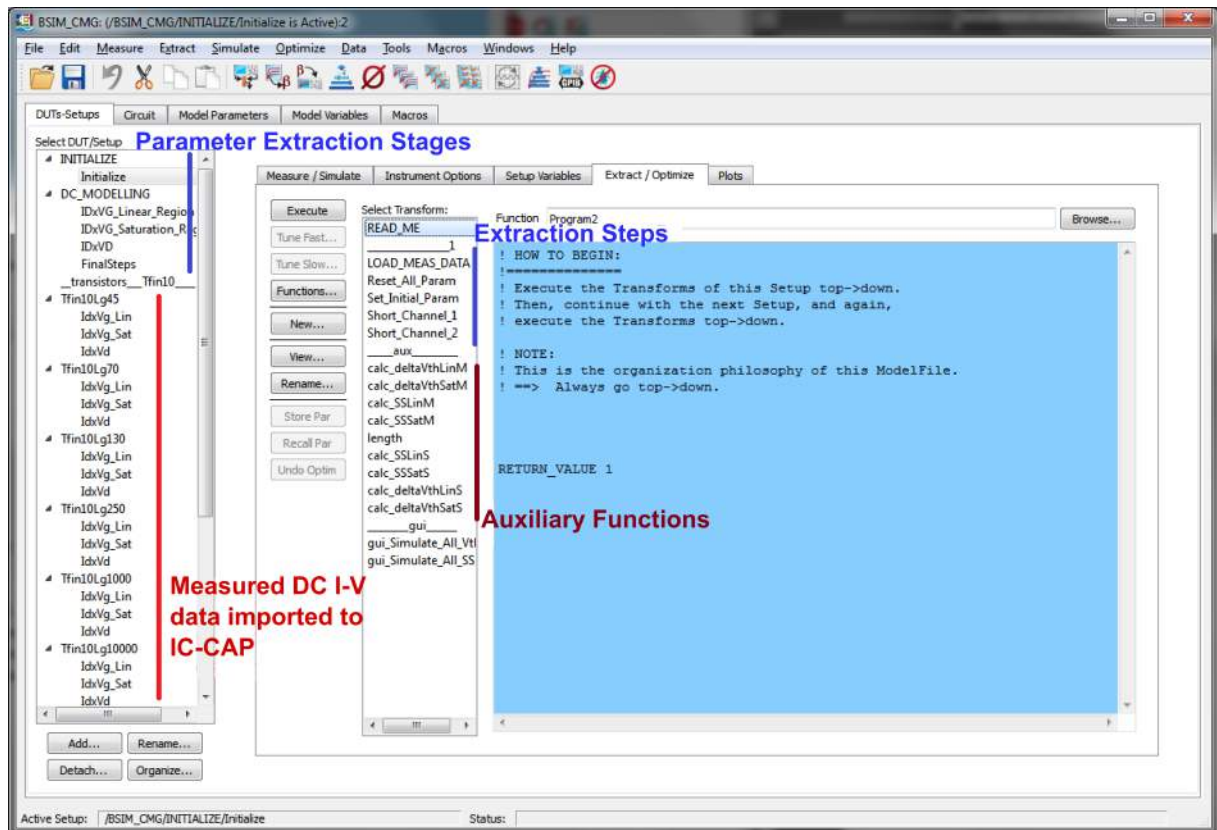 BSIM_CMG: (/BSIM_CMG/INITIALIZE/Initialize is Active):2
File Edit Measure Extract Simulate Optimize Data Tools Macros Windows Help
DUTs-Setups Circuit Model Parameters Model Variables Macros
Select DUT/Setup
Parameter Extraction Stages
INITIALIZE
Initialize
DC_MODELLING
IDxVG_Linear_Region
IDxVG_Saturation_R
IDxVD
FinalSteps
__transistors__Tfin10___
Tfin10Lg45
IdxVg_Lin
IdxVg_Sat
IdxVd
Tfin10Lg70
IdxVg_Lin
IdxVg_Sat
IdxVd
Tfin10Lg130
IdxVg_Lin
IdxVg_Sat
IdxVd
Tfin10Lg250
IdxVg_Lin
IdxVg_Sat
IdxVd
Tfin10Lg1000
IdxVg_Lin
IdxVg_Sat
IdxVd
Tfin10Lg10000
IdxVg_Lin
IdxVg_Sat
IdxVd
Measured DC I-V
data imported to
IC-CAP
Add... Rename...
Detach... Organize...
Measure / Simulate Instrument Options Setup Variables Extract / Optimize Plots
Execute
Tune Fast...
Tune Slow...
Functions...
New...
View...
Rename...
Store Par
Recall Par
Undo Optim
Select Transform:
READ_ME
___________1
LOAD_MEAS_DATA
Reset_All_Param
Set_Initial_Param
Short_Channel_1
Short_Channel_2
____aux_______
calc_deltaVthLinM
calc_deltaVthSatM
calc_SSLinM
calc_SSSatM
length
calc_SSLinS
calc_SSSatS
calc_deltaVthLinS
calc_deltaVthSatS
______gui_____
gui_Simulate_All_Vtl
gui_Simulate_All_SS
Function Program2
Browse...
Extraction Steps
! HOW TO BEGIN:
!==============
! Execute the Transforms of this Setup top->down.
! Then, continue with the next Setup, and again,
! execute the Transforms top->down.
! NOTE:
! This is the organization philosophy of this ModelFile.
! ==> Always go top->down.
RETURN_VALUE 1
Auxiliary Functions
Active Setup: /BSIM_CMG/INITIALIZE/Initialize
Status: